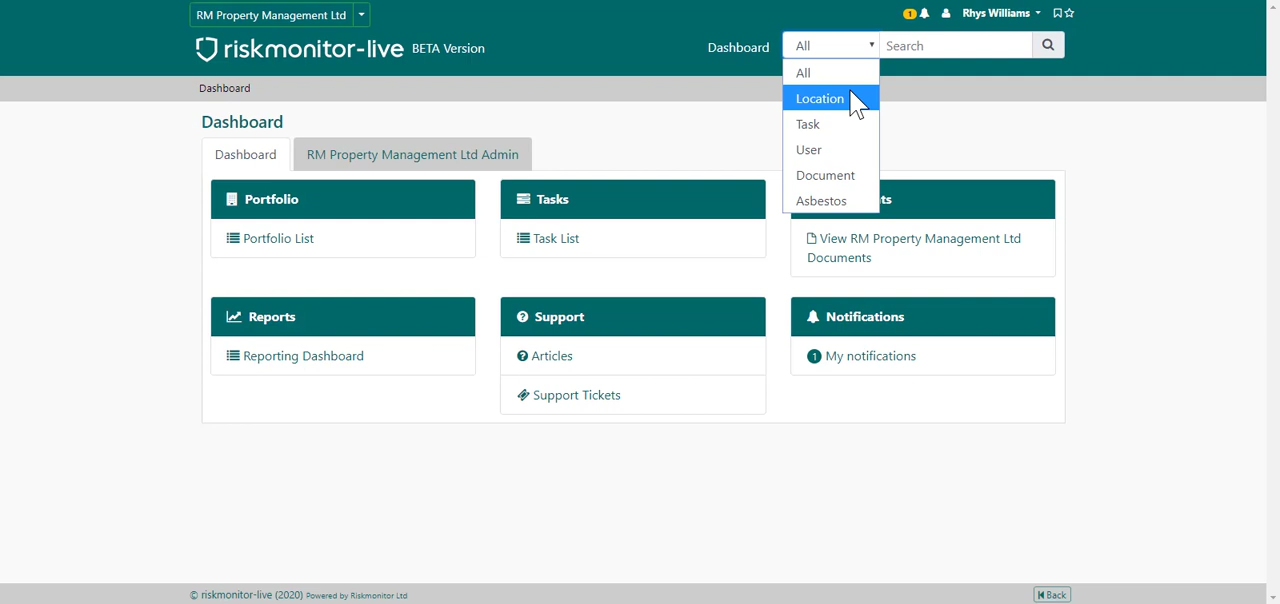 RM Property Management Ltd
1
Rhys Williams
riskmonitor-live BETA Version
Dashboard
All
Search
All
Location
Task
User
Document
Asbestos
Dashboard
Dashboard
Dashboard
RM Property Management Ltd Admin
Portfolio
Portfolio List
Tasks
Task List
View RM Property Management Ltd
Documents
Reports
Reporting Dashboard
Support
Articles
Support Tickets
Notifications
1 My notifications
© riskmonitor-live (2020) Powered by Riskmonitor Ltd
Back